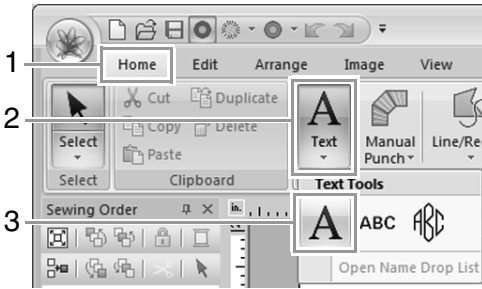 1
Home Edit Arrange Image View
Cut Duplicate
2
A
Select Copy Delete Text Manual Punch Line/Re
Paste
Select Clipboard Text Tools
Sewing Order in.
3
A ABC
Open Name Drop List